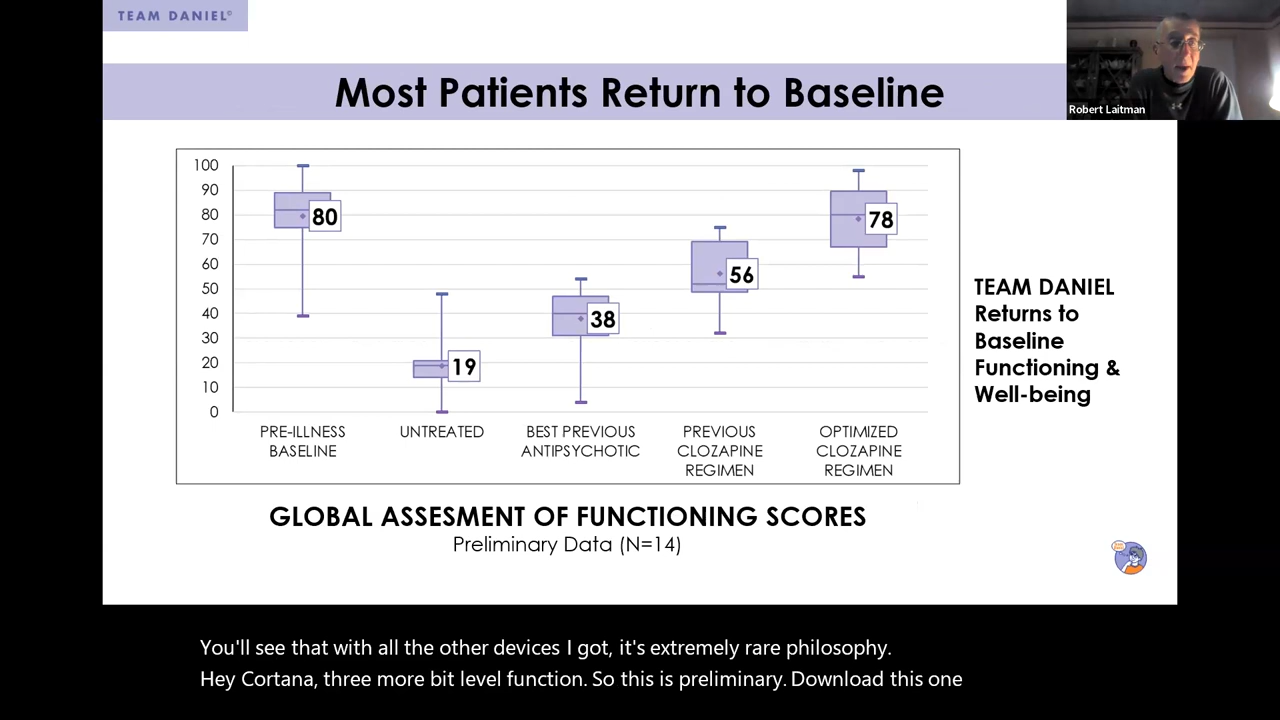 TEAM DANIEL©
Robert Laitman
Most Patients Return to Baseline
100
90
80
70
60
50
40
30
20
10
0
80
19
38
56
78
PRE-ILLNESS
BASELINE
UNTREATED
BEST PREVIOUS
ANTIPSYCHOTIC
PREVIOUS
CLOZAPINE
REGIMEN
OPTIMIZED
CLOZAPINE
REGIMEN
TEAM DANIEL
Returns to
Baseline
Functioning &
Well-being
GLOBAL ASSESMENT OF FUNCTIONING SCORES
Preliminary Data (N=14)
You'll see that with all the other devices I got, it's extremely rare philosophy.
Hey Cortana, three more bit level function. So this is preliminary. Download this one